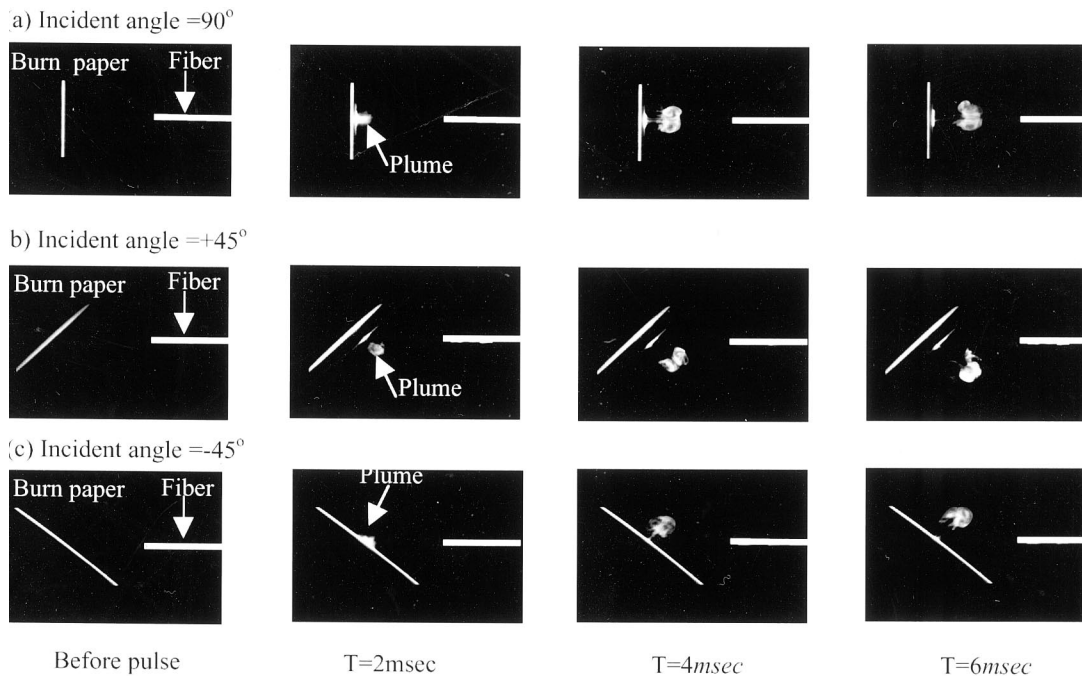 (a) Incident angle =90°
Burn paper Fiber
Plume
b) Incident angle =+45°
Burn paper Fiber
Plume
(c) Incident angle =-45°
Burn paper Fiber
Plume
Before pulse T=2msec T=4msec T=6msec